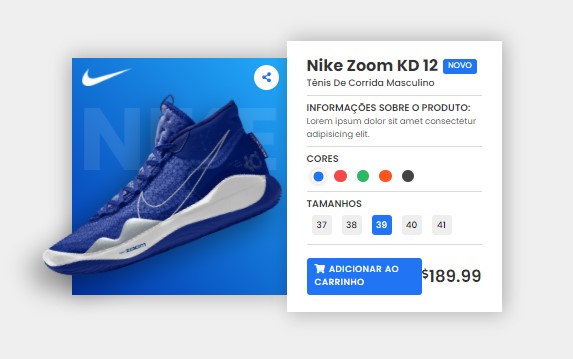 NIKE
Nike Zoom KD 12 NOVO
Tênis De Corrida Masculino
INFORMAÇÕES SOBRE O PRODUTO:
Lorem ipsum dolor sit amet consectetur
adipisicing elit.
CORES
TAMANHOS
37 38 39 40 41
ADICIONAR AO
CARRINHO
$189.99